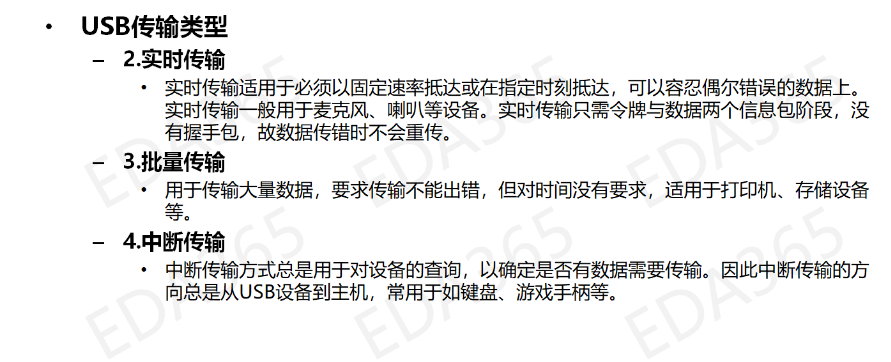 • USB传输类型
– 2.实时传输
• 实时传输适用于必须以固定速率抵达或在指定时刻抵达，可以容忍偶尔错误的数据上。
实时传输一般用于麦克风、喇叭等设备。实时传输只需令牌与数据两个信息包阶段，没
有握手包，故数据传错时不会重传。
– 3.批量传输
• 用于传输大量数据，要求传输不能出错，但对时间没有要求，适用于打印机、存储设备
等。
– 4.中断传输
• 中断传输方式总是用于对设备的查询，以确定是否有数据需要传输。因此中断传输的方
向总是从USB设备到主机，常用于如键盘、游戏手柄等。
EDA365
EDA365
EDA365
EDA365
EDA365
EDA365